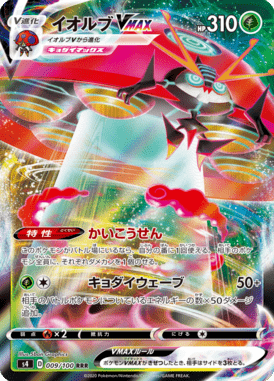 V進化
イオルブVMAX
HP 310
イオルブVから進化
キョダイマックス
特性 かいこうせん
このポケモンがバトル場にいるなら、自分の番に1回使える。相手のポケモン
全員に、それぞれダメカンを1個のせる。
キョダイウェーブ 50+
相手のバトルポケモンについているエネルギーの数×50ダメージ
追加。
弱点 ×2 抵抗力 にげる
VMAXルール
VMAXポケモンがきぜつしたとき、相手はサイドを3枚とる。
S4 D 009/100 RRR